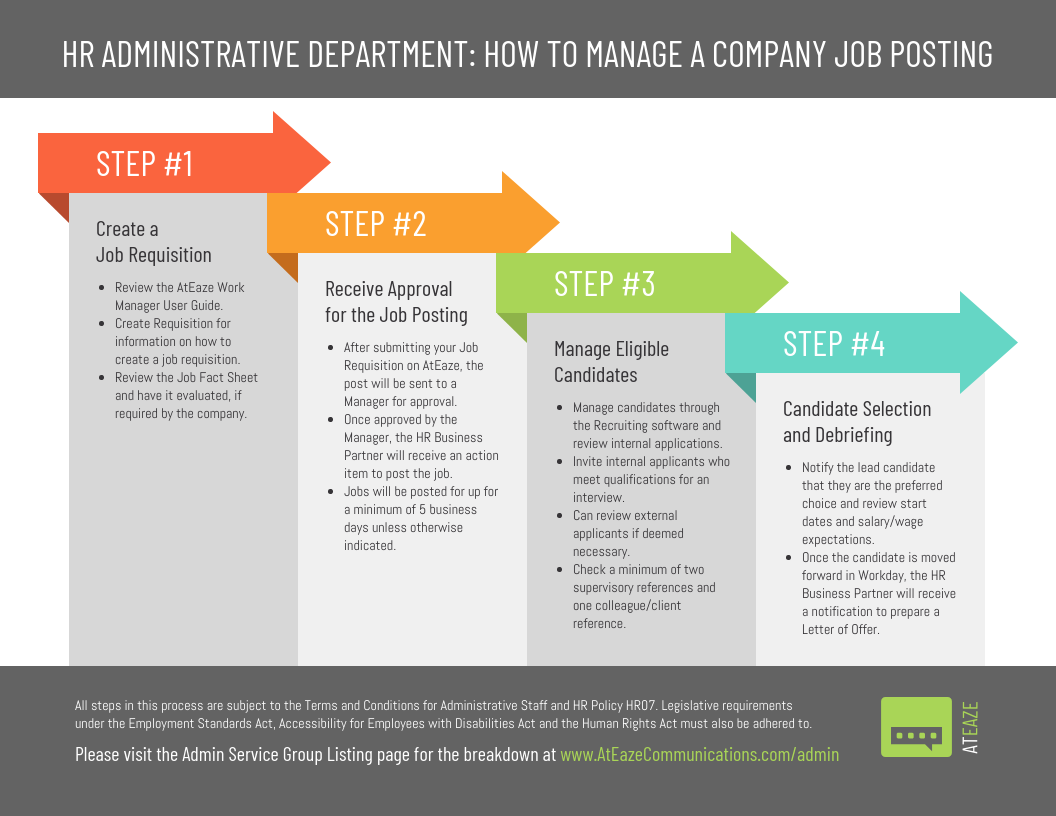 HR ADMINISTRATIVE DEPARTMENT: HOW TO MANAGE A COMPANY JOB POSTING
STEP #1
Create a
Job Requisition
• Review the AtEaze Work
Manager User Guide.
• Create Requisition for
information on how to
create a job requisition.
• Review the Job Fact Sheet
and have it evaluated, if
required by the company.
STEP #2
Receive Approval
for the Job Posting
• After submitting your Job
Requisition on AtEaze, the
post will be sent to a
Manager for approval.
• Once approved by the
Manager, the HR Business
Partner will receive an action
item to post the job.
• Jobs will be posted for up for
a minimum of 5 business
days unless otherwise
indicated.
STEP #3
Manage Eligible
Candidates
• Manage candidates through
the Recruiting software and
review internal applications.
• Invite internal applicants who
meet qualifications for an
interview.
• Can review external
applicants if deemed
necessary.
• Check a minimum of two
supervisory references and
one colleague/client
reference.
STEP #4
Candidate Selection
and Debriefing
• Notify the lead candidate
that they are the preferred
choice and review start
dates and salary/wage
expectations.
• Once the candidate is moved
forward in Workday, the HR
Business Partner will receive
a notification to prepare a
Letter of Offer.
All steps in this process are subject to the Terms and Conditions for Administrative Staff and HR Policy HR07. Legislative requirements
under the Employment Standards Act, Accessibility for Employees with Disabilities Act and the Human Rights Act must also be adhered to.
Please visit the Admin Service Group Listing page for the breakdown at www.AtEazeCommunications.com/admin
ATEAZE